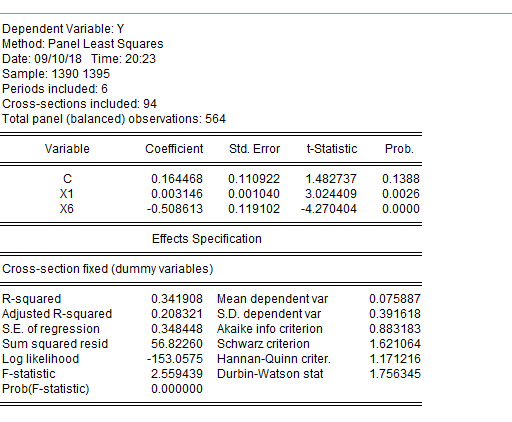 Dependent Variable: Y
Method: Panel Least Squares
Date: 09/10/18 Time: 20:23
Sample: 1390 1395
Periods included: 6
Cross-sections included: 94
Total panel (balanced) observations: 564
Variable Coefficient Std. Error t-Statistic Prob.
C 0.164468 0.110922 1.482737 0.1388
X1 0.003146 0.001040 3.024409 0.0026
X6 -0.508613 0.119102 -4.270404 0.0000
Effects Specification
Cross-section fixed (dummy variables)
R-squared 0.341908 Mean dependent var 0.075887
Adjusted R-squared 0.208321 S.D. dependent var 0.391618
S.E. of regression 0.348448 Akaike info criterion 0.883183
Sum squared resid 56.82260 Schwarz criterion 1.621064
Log likelihood -153.0575 Hannan-Quinn criter. 1.171216
F-statistic 2.559439 Durbin-Watson stat 1.756345
Prob(F-statistic) 0.000000